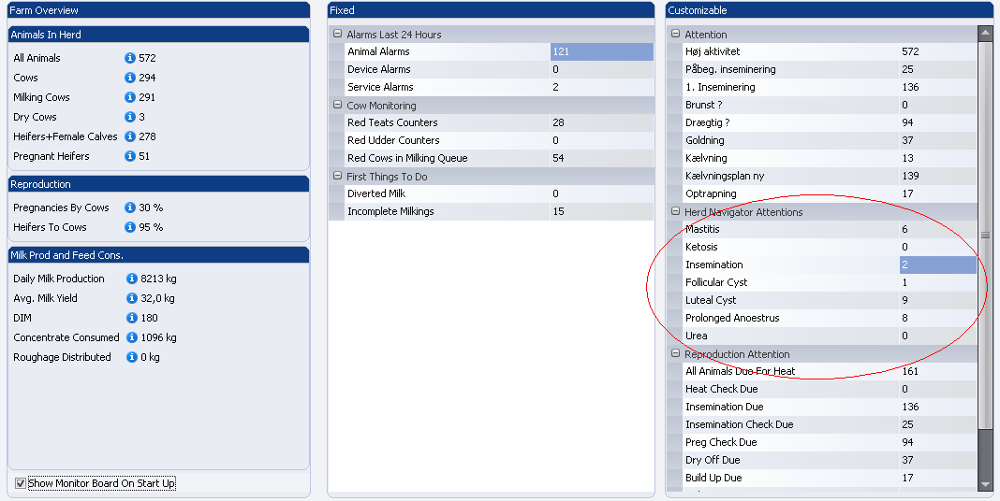 Farm Overview
Animals In Herd
All Animals 572
Cows 294
Milking Cows 291
Dry Cows 3
Heifers+Female Calves 278
Pregnant Heifers 51
Reproduction
Pregnancies By Cows 30 %
Heifers To Cows 95 %
Milk Prod and Feed Cons.
Daily Milk Production 8213 kg
Avg. Milk Yield 32,0 kg
DIM 180
Concentrate Consumed 1096 kg
Roughage Distributed 0 kg
Show Monitor Board On Start Up
Fixed
Alarms Last 24 Hours
Animal Alarms 121
Device Alarms 0
Service Alarms 2
Cow Monitoring
Red Teats Counters 28
Red Udder Counters 0
Red Cows in Milking Queue 54
First Things To Do
Diverted Milk 0
Incomplete Milkings 15
Customizable
Attention
Høj aktivitet 572
Påbeg. inseminering 25
1. Inseminering 136
Brunst ? 0
Drægtig ? 94
Goldning 37
Kælvning 13
Kælvningsplan ny 139
Optrapning 17
Herd Navigator Attentions
Mastitis 6
Ketosis 0
Insemination 2
Follicular Cyst 1
Luteal Cyst 9
Prolonged Anoestrus 8
Urea 0
Reproduction Attention
All Animals Due For Heat 161
Heat Check Due 0
Insemination Due 136
Insemination Check Due 25
Preg Check Due 94
Dry Off Due 37
Build Up Due 17